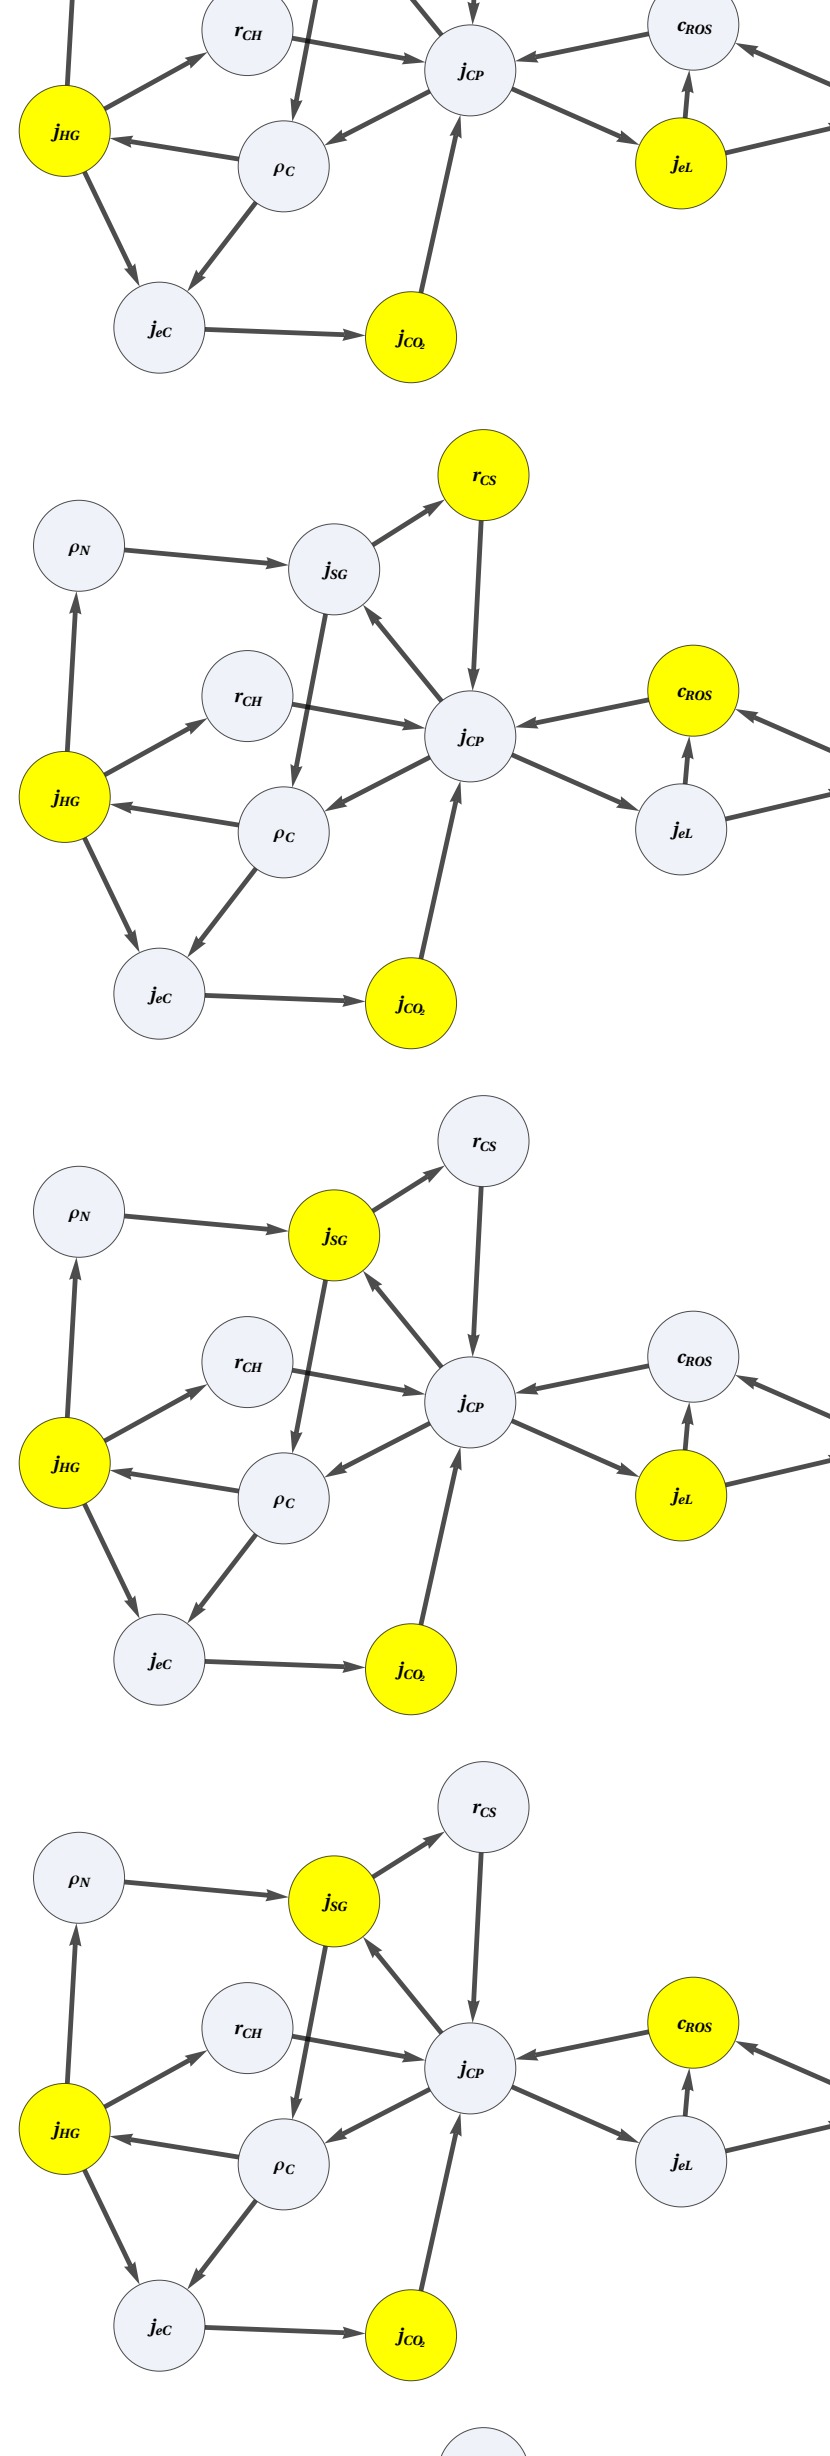 r_CH
c_ROS
j_CP
j_HG
ρ_C
j_eL
j_eC
j_CO₂
r_CS
ρ_N
j_SG
r_CH
c_ROS
j_CP
j_HG
ρ_C
j_eL
j_eC
j_CO₂
r_CS
ρ_N
j_SG
r_CH
c_ROS
j_CP
j_HG
ρ_C
j_eL
j_eC
j_CO₂
r_CS
ρ_N
j_SG
r_CH
c_ROS
j_CP
j_HG
ρ_C
j_eL
j_eC
j_CO₂